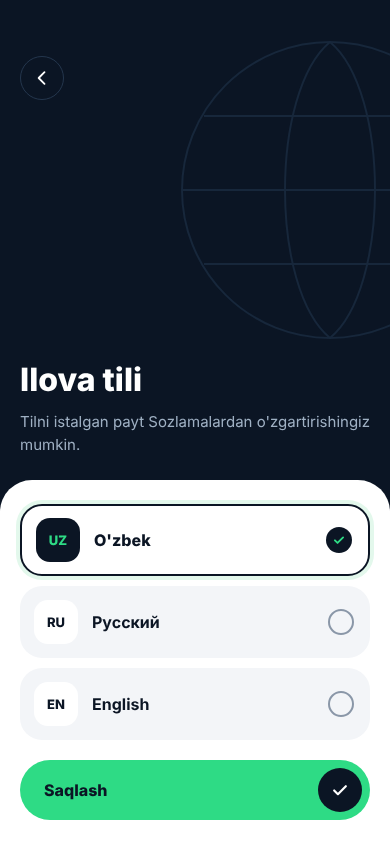 Ilova tili
Tilni istalgan payt Sozlamalardan o'zgartirishingiz
mumkin.
UZ O'zbek
RU Русский
EN English
Saqlash